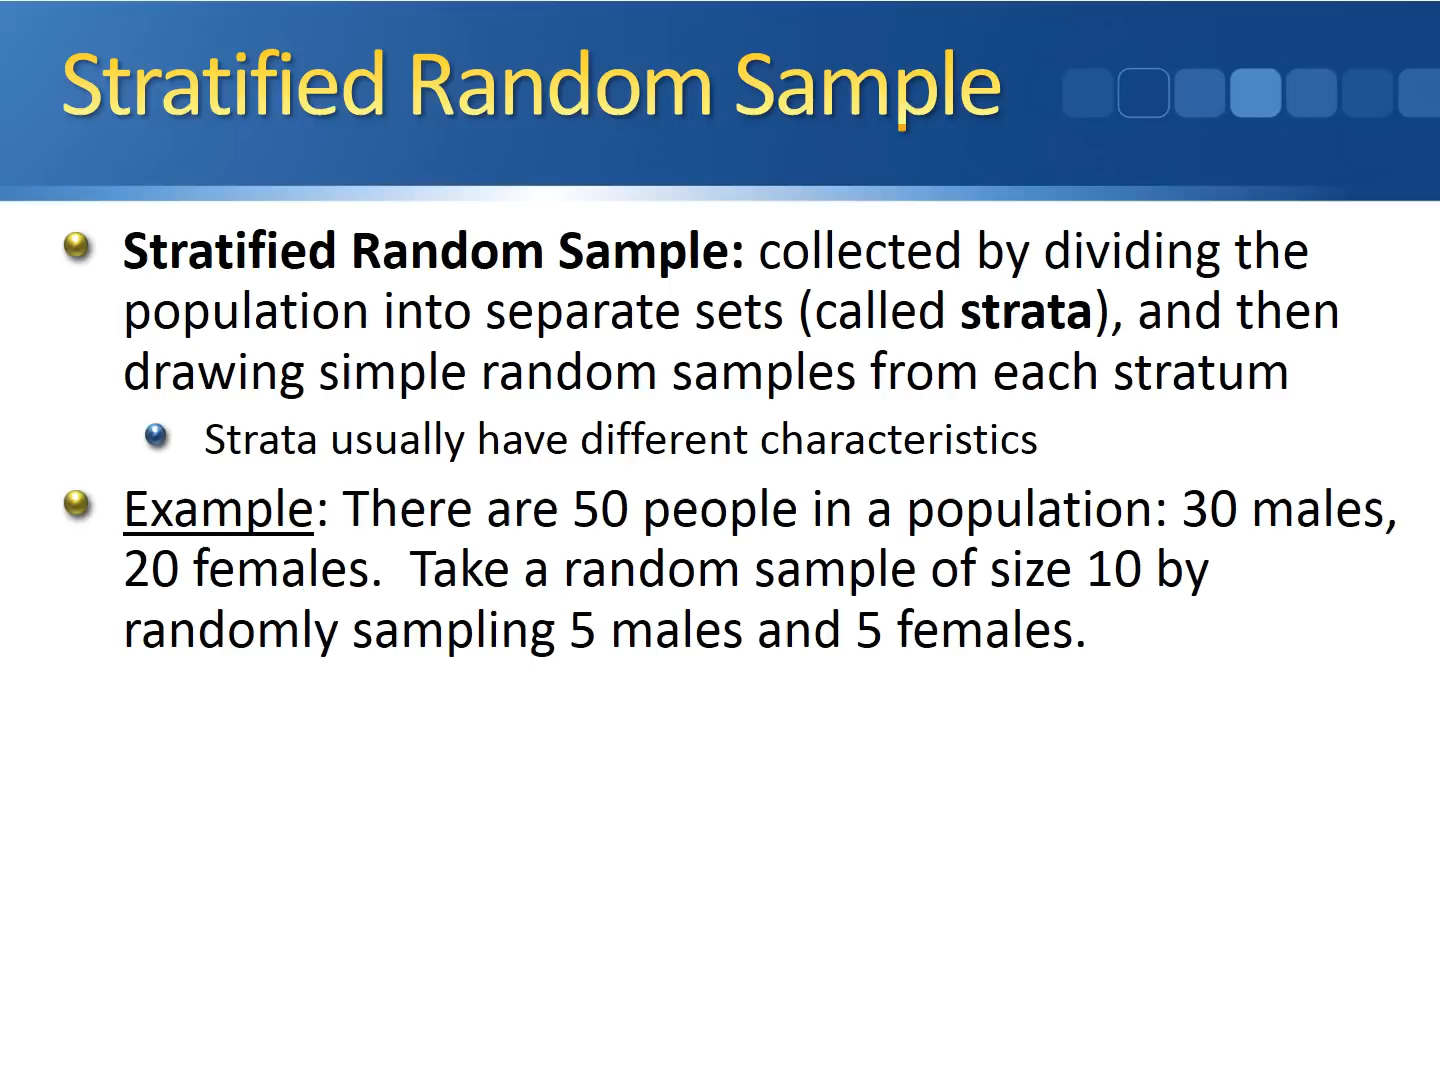 Stratified Random Sample
Stratified Random Sample: collected by dividing the
population into separate sets (called strata), and then
drawing simple random samples from each stratum
Strata usually have different characteristics
Example: There are 50 people in a population: 30 males,
20 females.  Take a random sample of size 10 by
randomly sampling 5 males and 5 females.